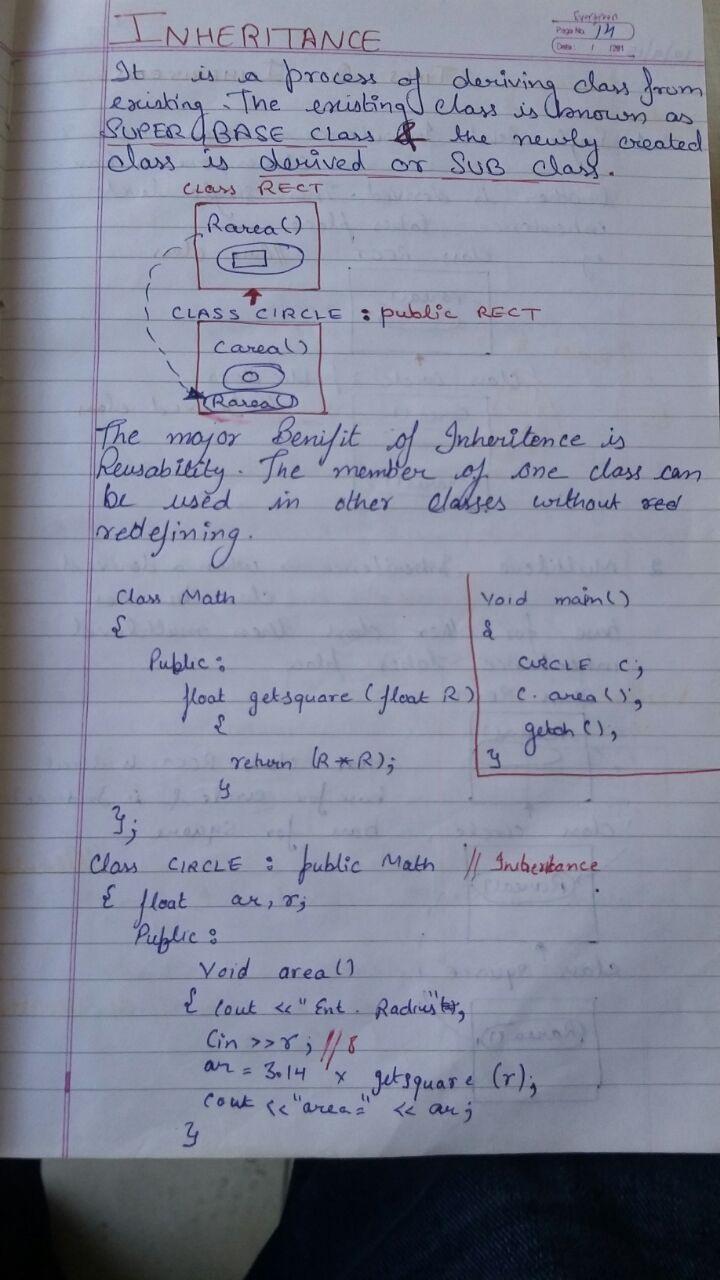 Evergreen
Page No. 14
Date: / /201
INHERITANCE
It is a process of deriving class from
existing. The existing class is known as
SUPER/BASE class & the newly created
class is derived or SUB class.
class RECT
Rarea()
CLASS CIRCLE : public RECT
Carea()
Rarea()
The major Benifit of Inheritence is
Reusability. The member of one class can
be used in other classes without red
redefining.
Class Math
{
Public:
float getsquare (float R)
{
return (R*R);
}
};
Void main()
{
CIRCLE C;
C. area();
getch();
}
Class CIRCLE : public Math // Inheritance
{ float ar, r;
Public:
Void area()
{ Cout <<"Ent. Radius";
Cin >>r; //8
ar = 3.14 x getsquare (r);
Cout <<"area=" << ar;
}